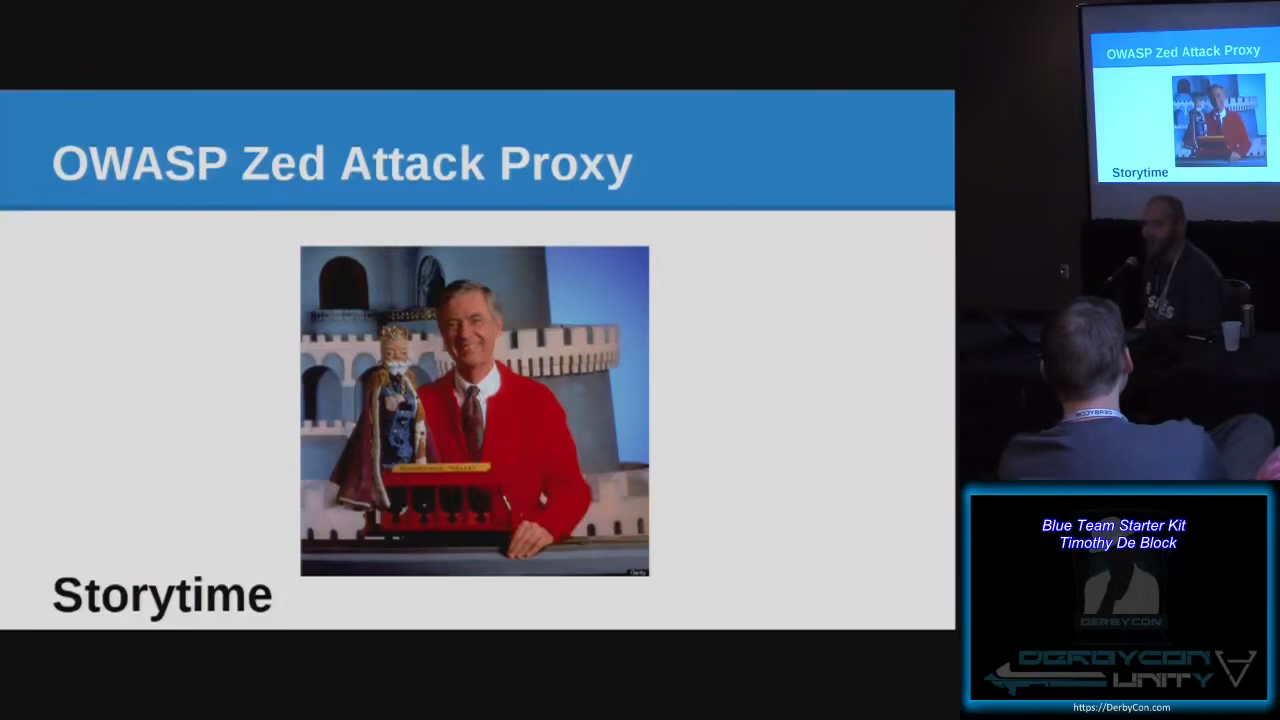 OWASP Zed Attack Proxy
Storytime
OWASP Zed Attack Proxy
Storytime
Blue Team Starter Kit
Timothy De Block
DERBYCON
DERBYCON
UNITY
https://DerbyCon.com